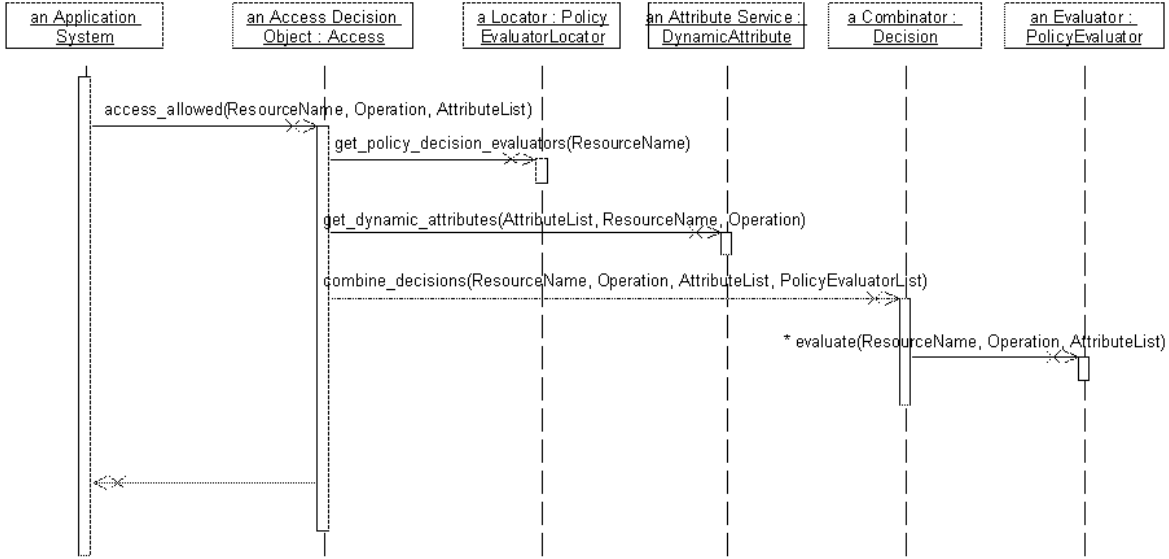 an Application
System
an Access Decision
Object : Access
a Locator : Policy
EvaluatorLocator
an Attribute Service :
DynamicAttribute
a Combinator :
Decision
an Evaluator :
PolicyEvaluator
access_allowed(ResourceName, Operation, AttributeList)
get_policy_decision_evaluators(ResourceName)
get_dynamic_attributes(AttributeList, ResourceName, Operation)
combine_decisions(ResourceName, Operation, AttributeList, PolicyEvaluatorList)
* evaluate(ResourceName, Operation, AttributeList)